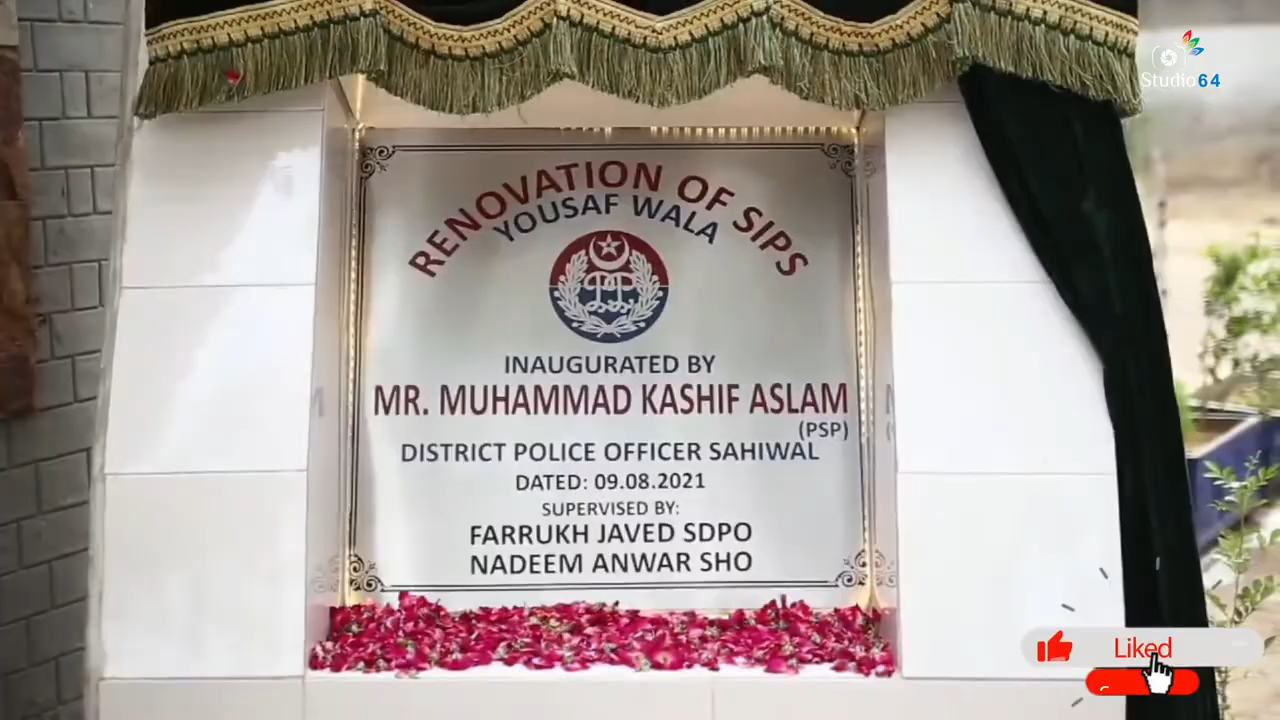 Studio64
RENOVATION OF SIPS
YOUSAF WALA
INAUGURATED BY
MR. MUHAMMAD KASHIF ASLAM
(PSP)
DISTRICT POLICE OFFICER SAHIWAL
DATED: 09.08.2021
SUPERVISED BY:
FARRUKH JAVED SDPO
NADEEM ANWAR SHO
Liked